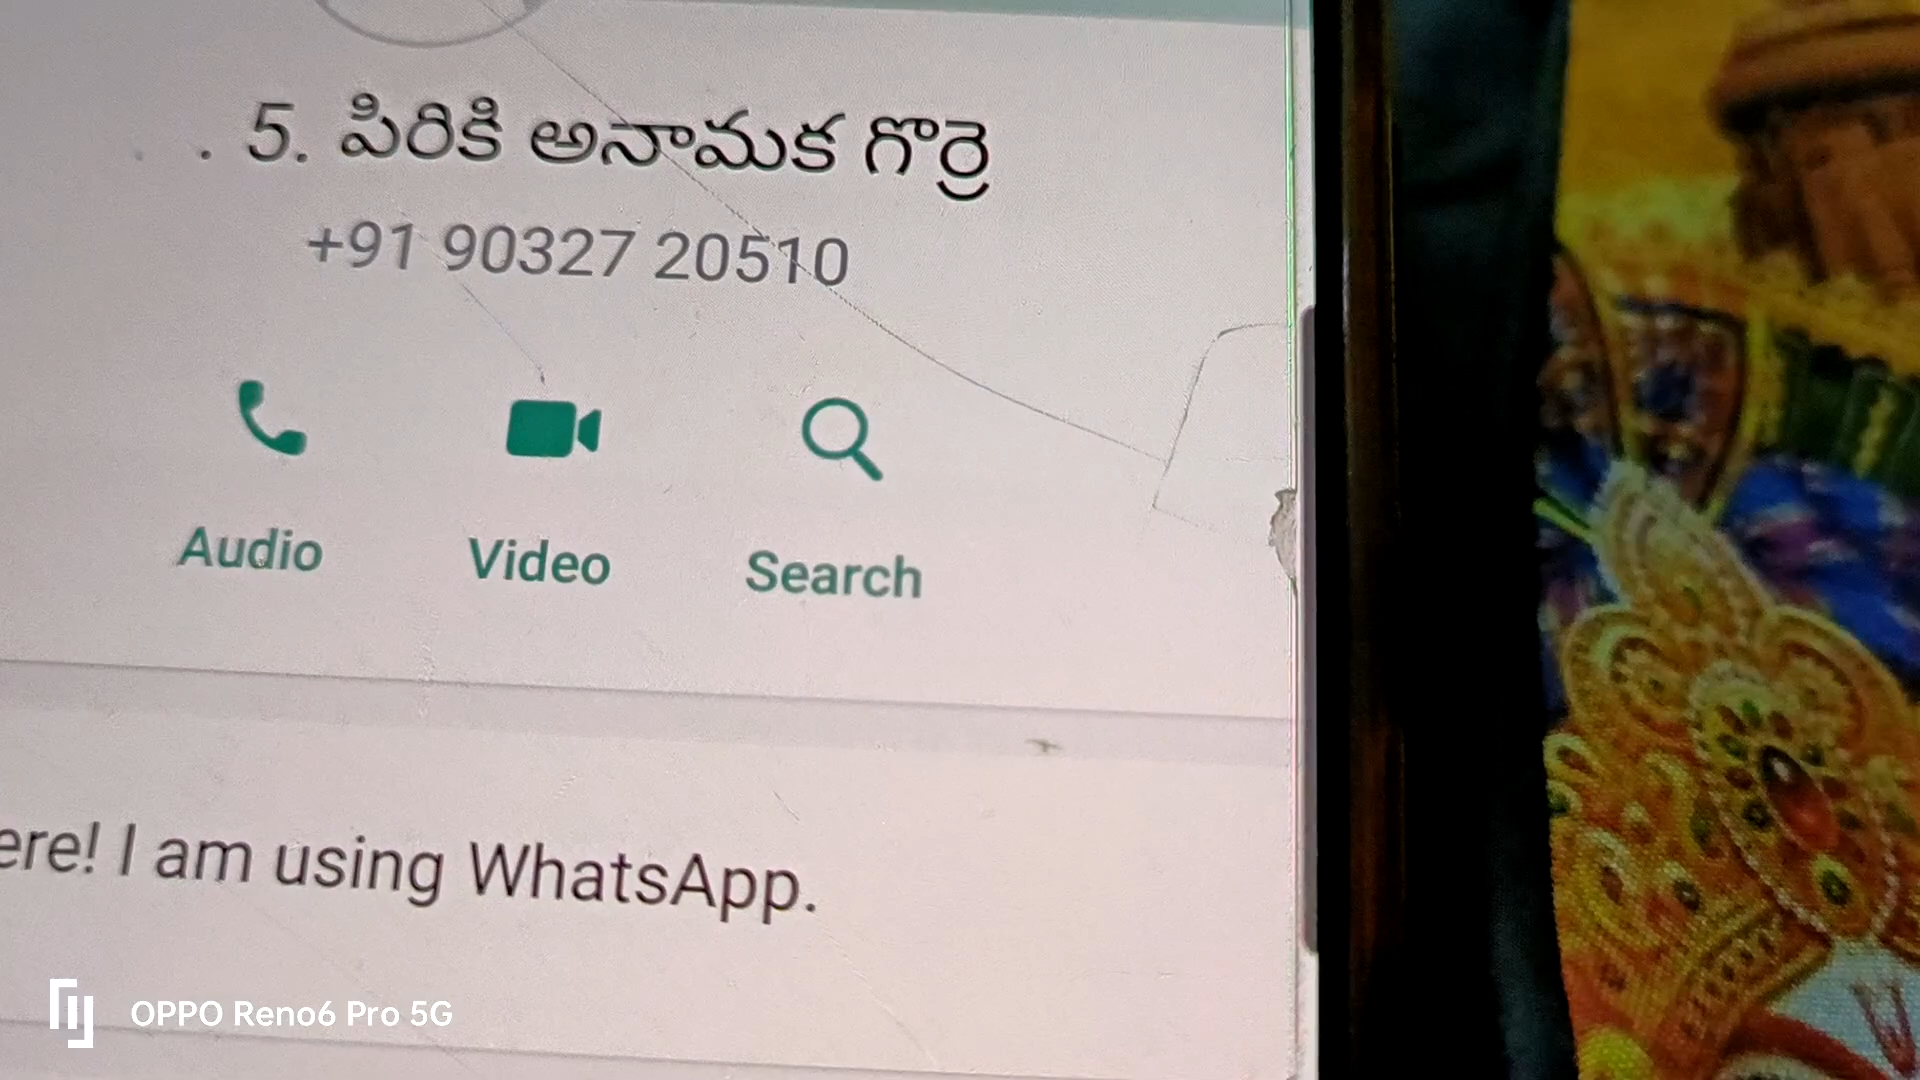 . . 5. పిరికి అనామక గొర్రె
+91 90327 20510
Audio Video Search
ere! I am using WhatsApp.
OPPO Reno6 Pro 5G